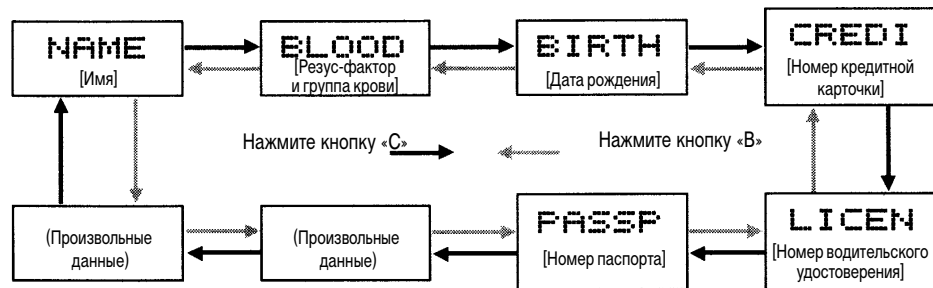 NAME
[Имя]
BLOOD
[Резус-фактор
и группа крови]
BIRTH
[Дата рождения]
CREDI
[Номер кредитной
карточки]
Нажмите кнопку «C»
Нажмите кнопку «B»
(Произвольные
данные)
(Произвольные
данные)
PASSP
[Номер паспорта]
LICEN
[Номер водительского
удостоверения]